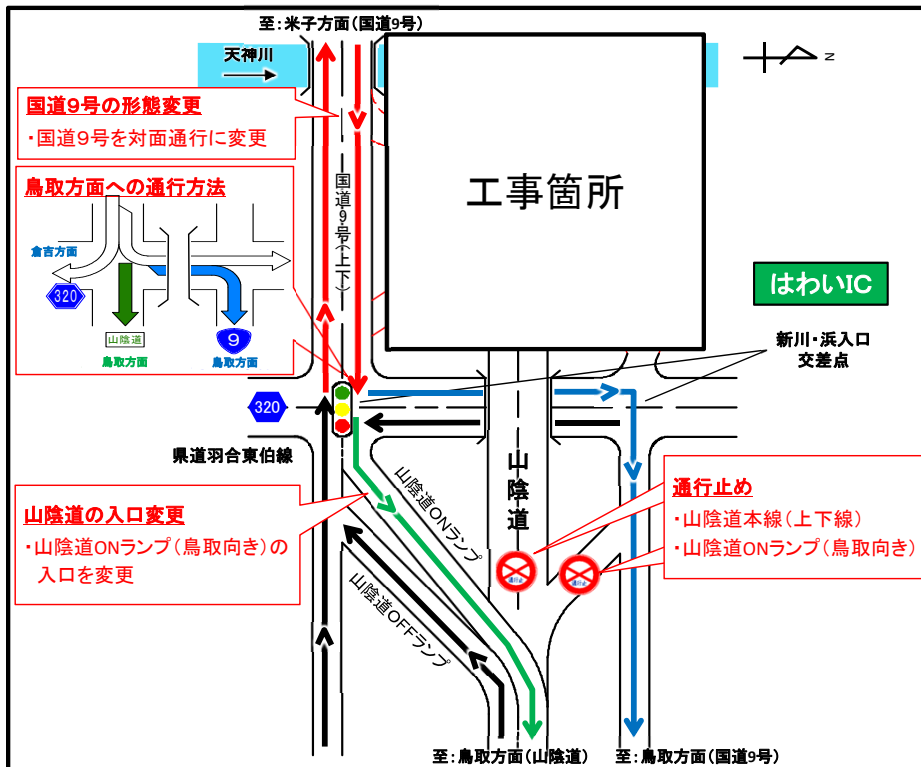 至：米子方面（国道9号）
天神川
N
国道9号の形態変更
・国道9号を対面通行に変更
工事箇所
鳥取方面への通行方法
国道9号（上下）
倉吉方面
320
山陰道
鳥取方面
9
鳥取方面
はわいIC
新川・浜入口
交差点
320
県道羽合東伯線
山陰道
山陰道の入口変更
・山陰道ONランプ（鳥取向き）の
入口を変更
山陰道ONランプ
山陰道OFFランプ
通行止め
・山陰道本線（上下線）
・山陰道ONランプ（鳥取向き）
通行止
通行止
至：鳥取方面（山陰道）
至：鳥取方面（国道9号）